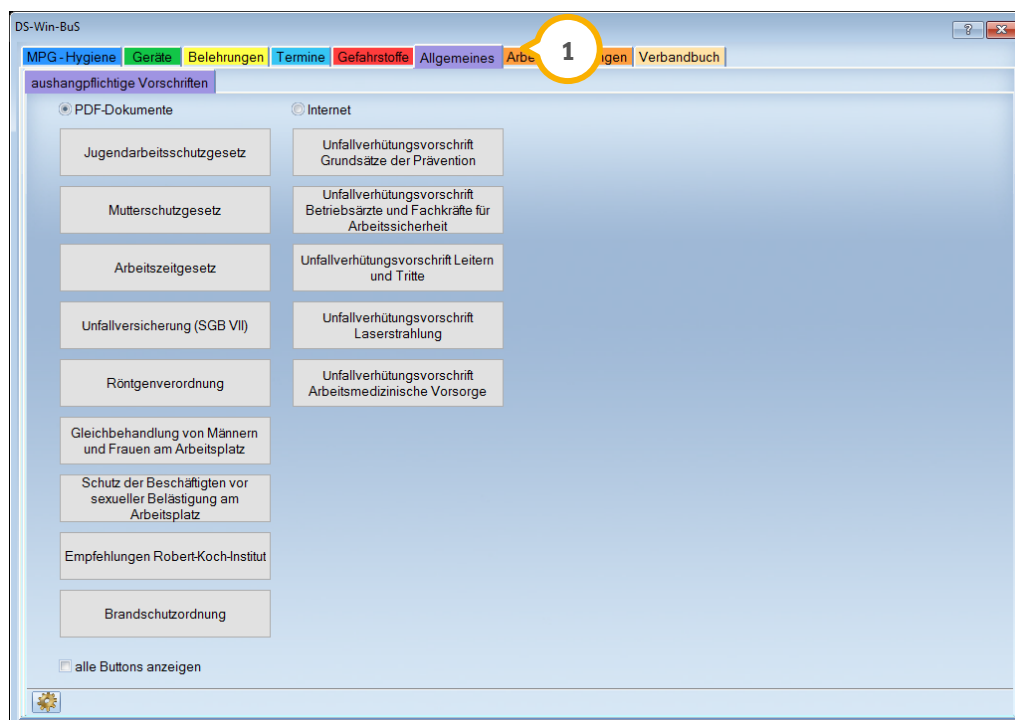 DS-Win-BuS
MPG - Hygiene Geräte Belehrungen Termine Gefahrstoffe Allgemeines Verbandbuch
1
aushangpflichtige Vorschriften
PDF-Dokumente Internet
Jugendarbeitsschutzgesetz
Unfallverhütungsvorschrift
Grundsätze der Prävention
Mutterschutzgesetz
Unfallverhütungsvorschrift
Betriebsärzte und Fachkräfte für
Arbeitssicherheit
Arbeitszeitgesetz
Unfallverhütungsvorschrift Leitern
und Tritte
Unfallversicherung (SGB VII)
Unfallverhütungsvorschrift
Laserstrahlung
Röntgenverordnung
Unfallverhütungsvorschrift
Arbeitsmedizinische Vorsorge
Gleichbehandlung von Männern
und Frauen am Arbeitsplatz
Schutz der Beschäftigten vor
sexueller Belästigung am
Arbeitsplatz
Empfehlungen Robert-Koch-Institut
Brandschutzordnung
alle Buttons anzeigen